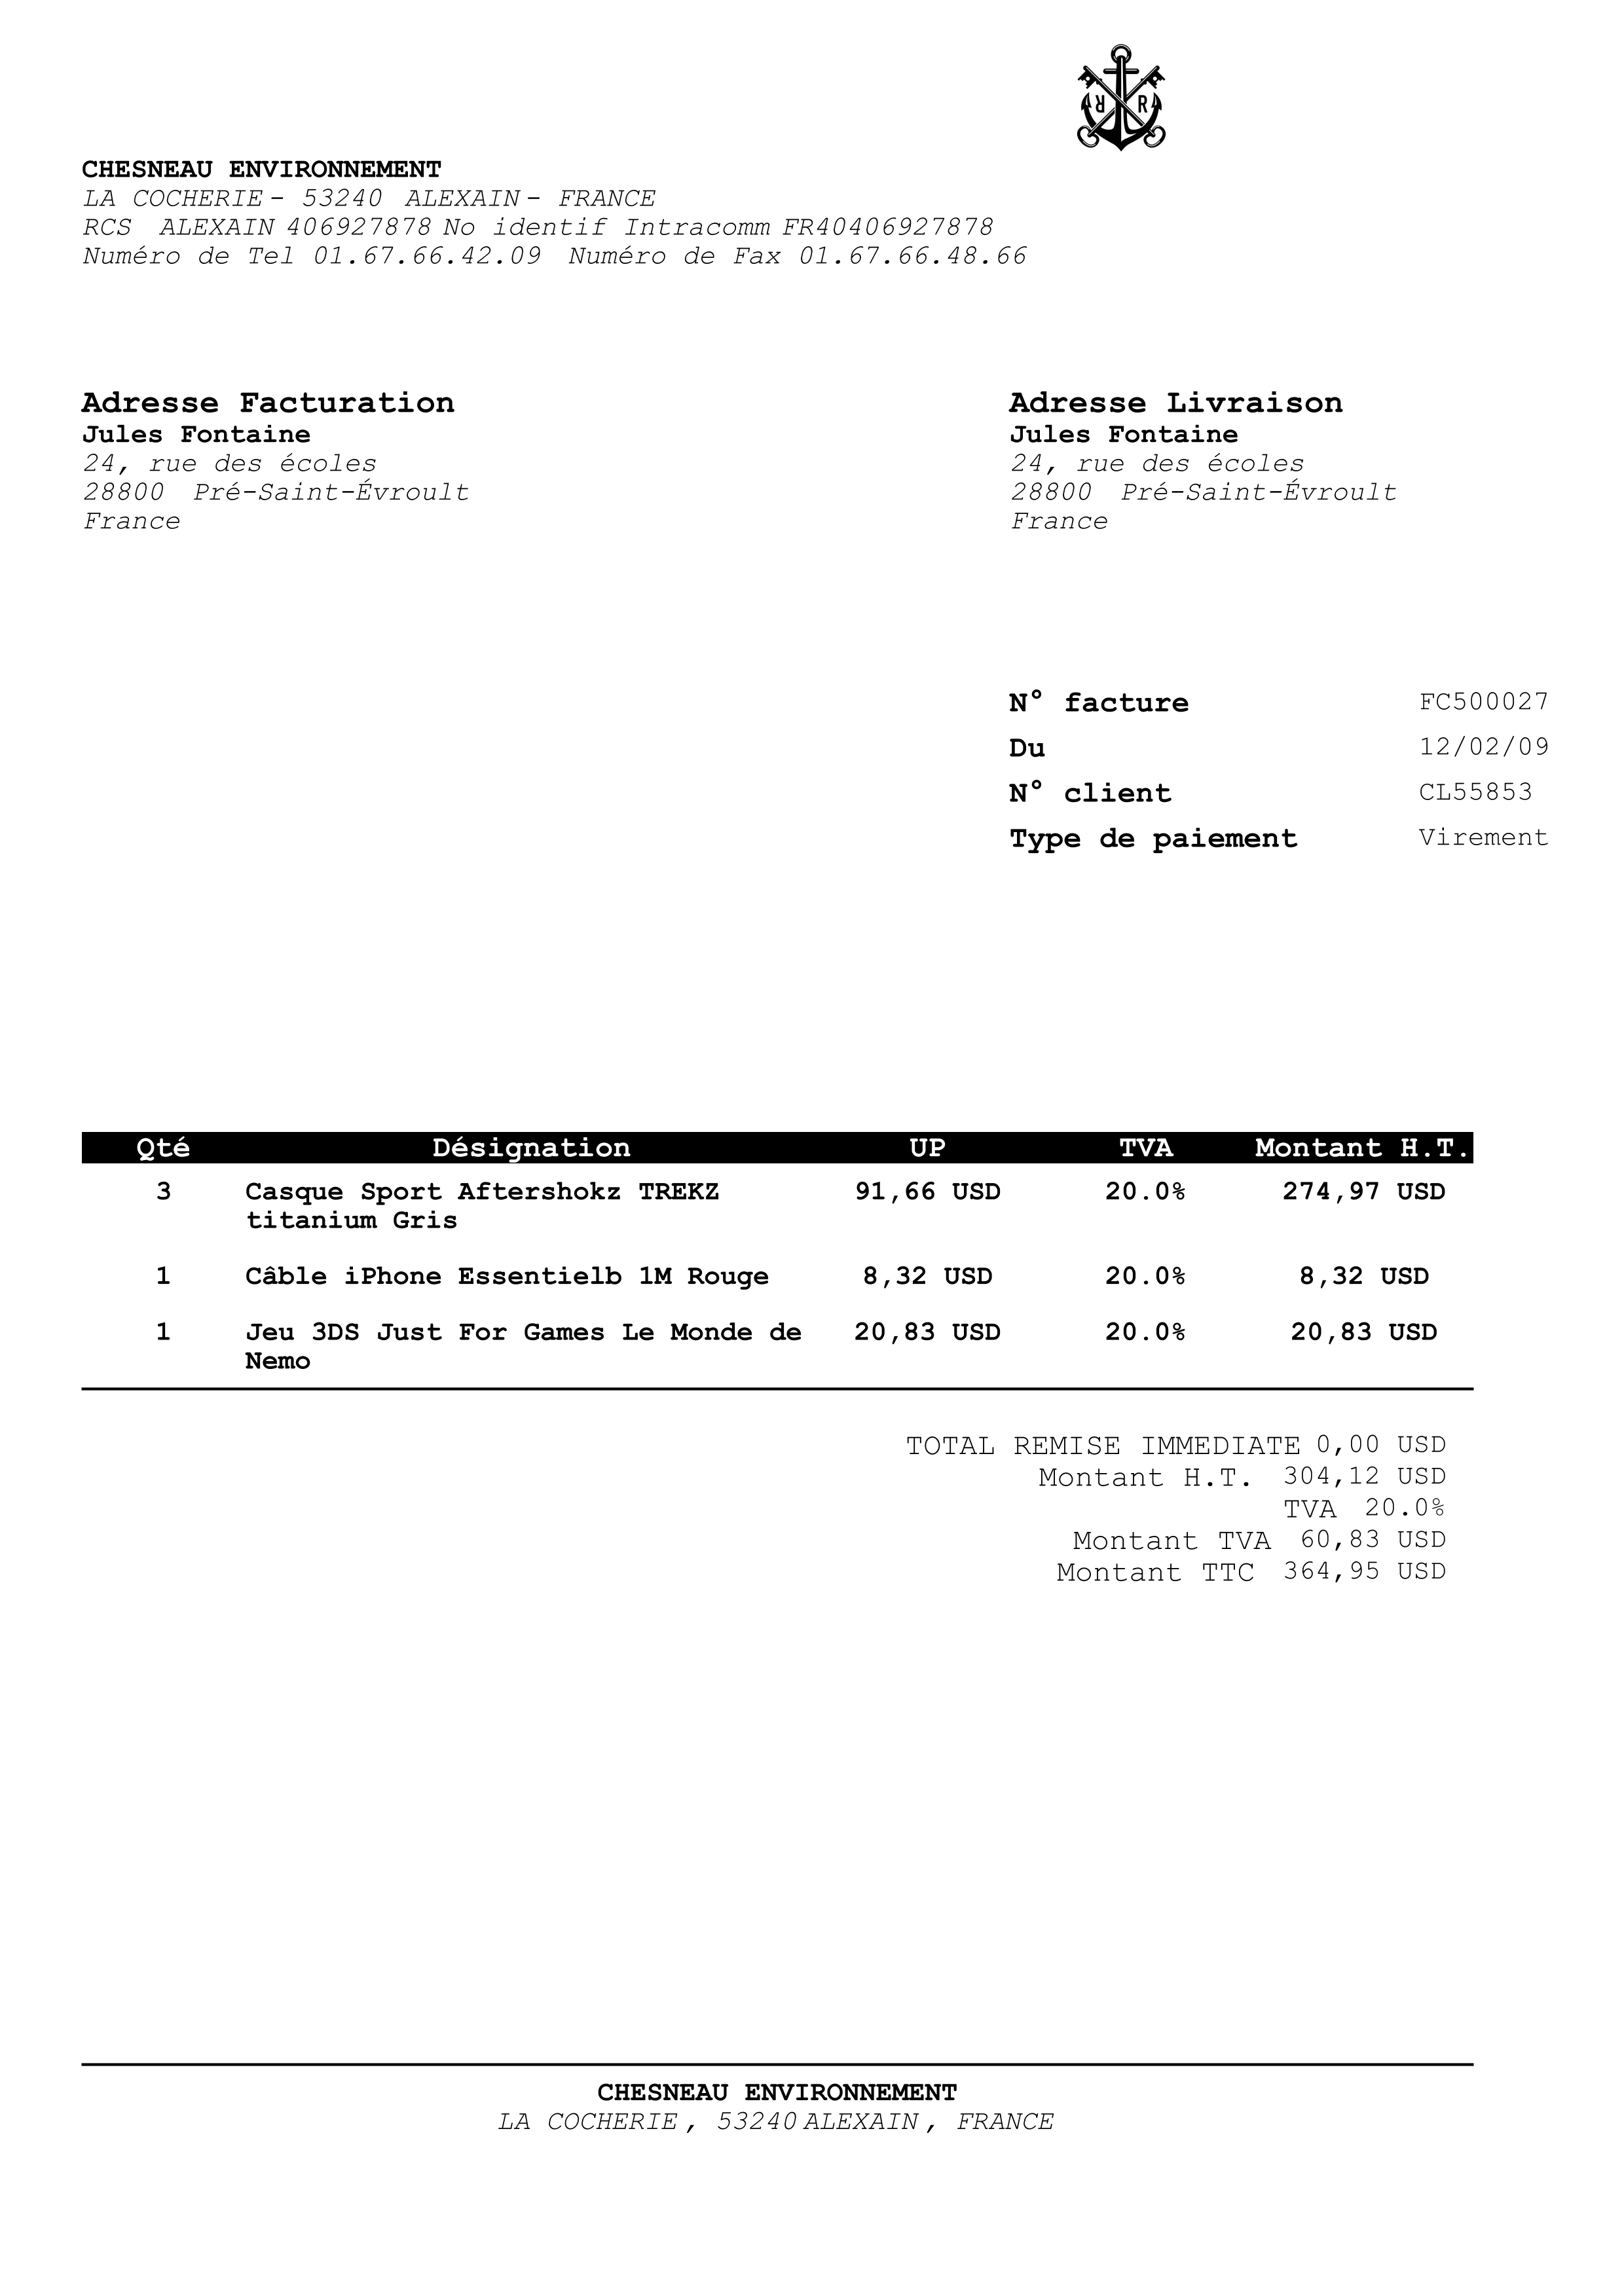 R R
CHESNEAU ENVIRONNEMENT
LA COCHERIE - 53240 ALEXAIN - FRANCE
RCS ALEXAIN 406927878 No identif Intracomm FR40406927878
Numéro de Tel 01.67.66.42.09 Numéro de Fax 01.67.66.48.66
Adresse Facturation
Jules Fontaine
24, rue des écoles
28800 Pré-Saint-Évroult
France
Adresse Livraison
Jules Fontaine
24, rue des écoles
28800 Pré-Saint-Évroult
France
N° facture FC500027
Du 12/02/09
N° client CL55853
Type de paiement Virement
Qté Désignation UP TVA Montant H.T.
3 Casque Sport Aftershokz TREKZ 91,66 USD 20.0% 274,97 USD
titanium Gris
1 Câble iPhone Essentielb 1M Rouge 8,32 USD 20.0% 8,32 USD
1 Jeu 3DS Just For Games Le Monde de 20,83 USD 20.0% 20,83 USD
Nemo
TOTAL REMISE IMMEDIATE 0,00 USD
Montant H.T. 304,12 USD
TVA 20.0%
Montant TVA 60,83 USD
Montant TTC 364,95 USD
CHESNEAU ENVIRONNEMENT
LA COCHERIE , 53240 ALEXAIN , FRANCE